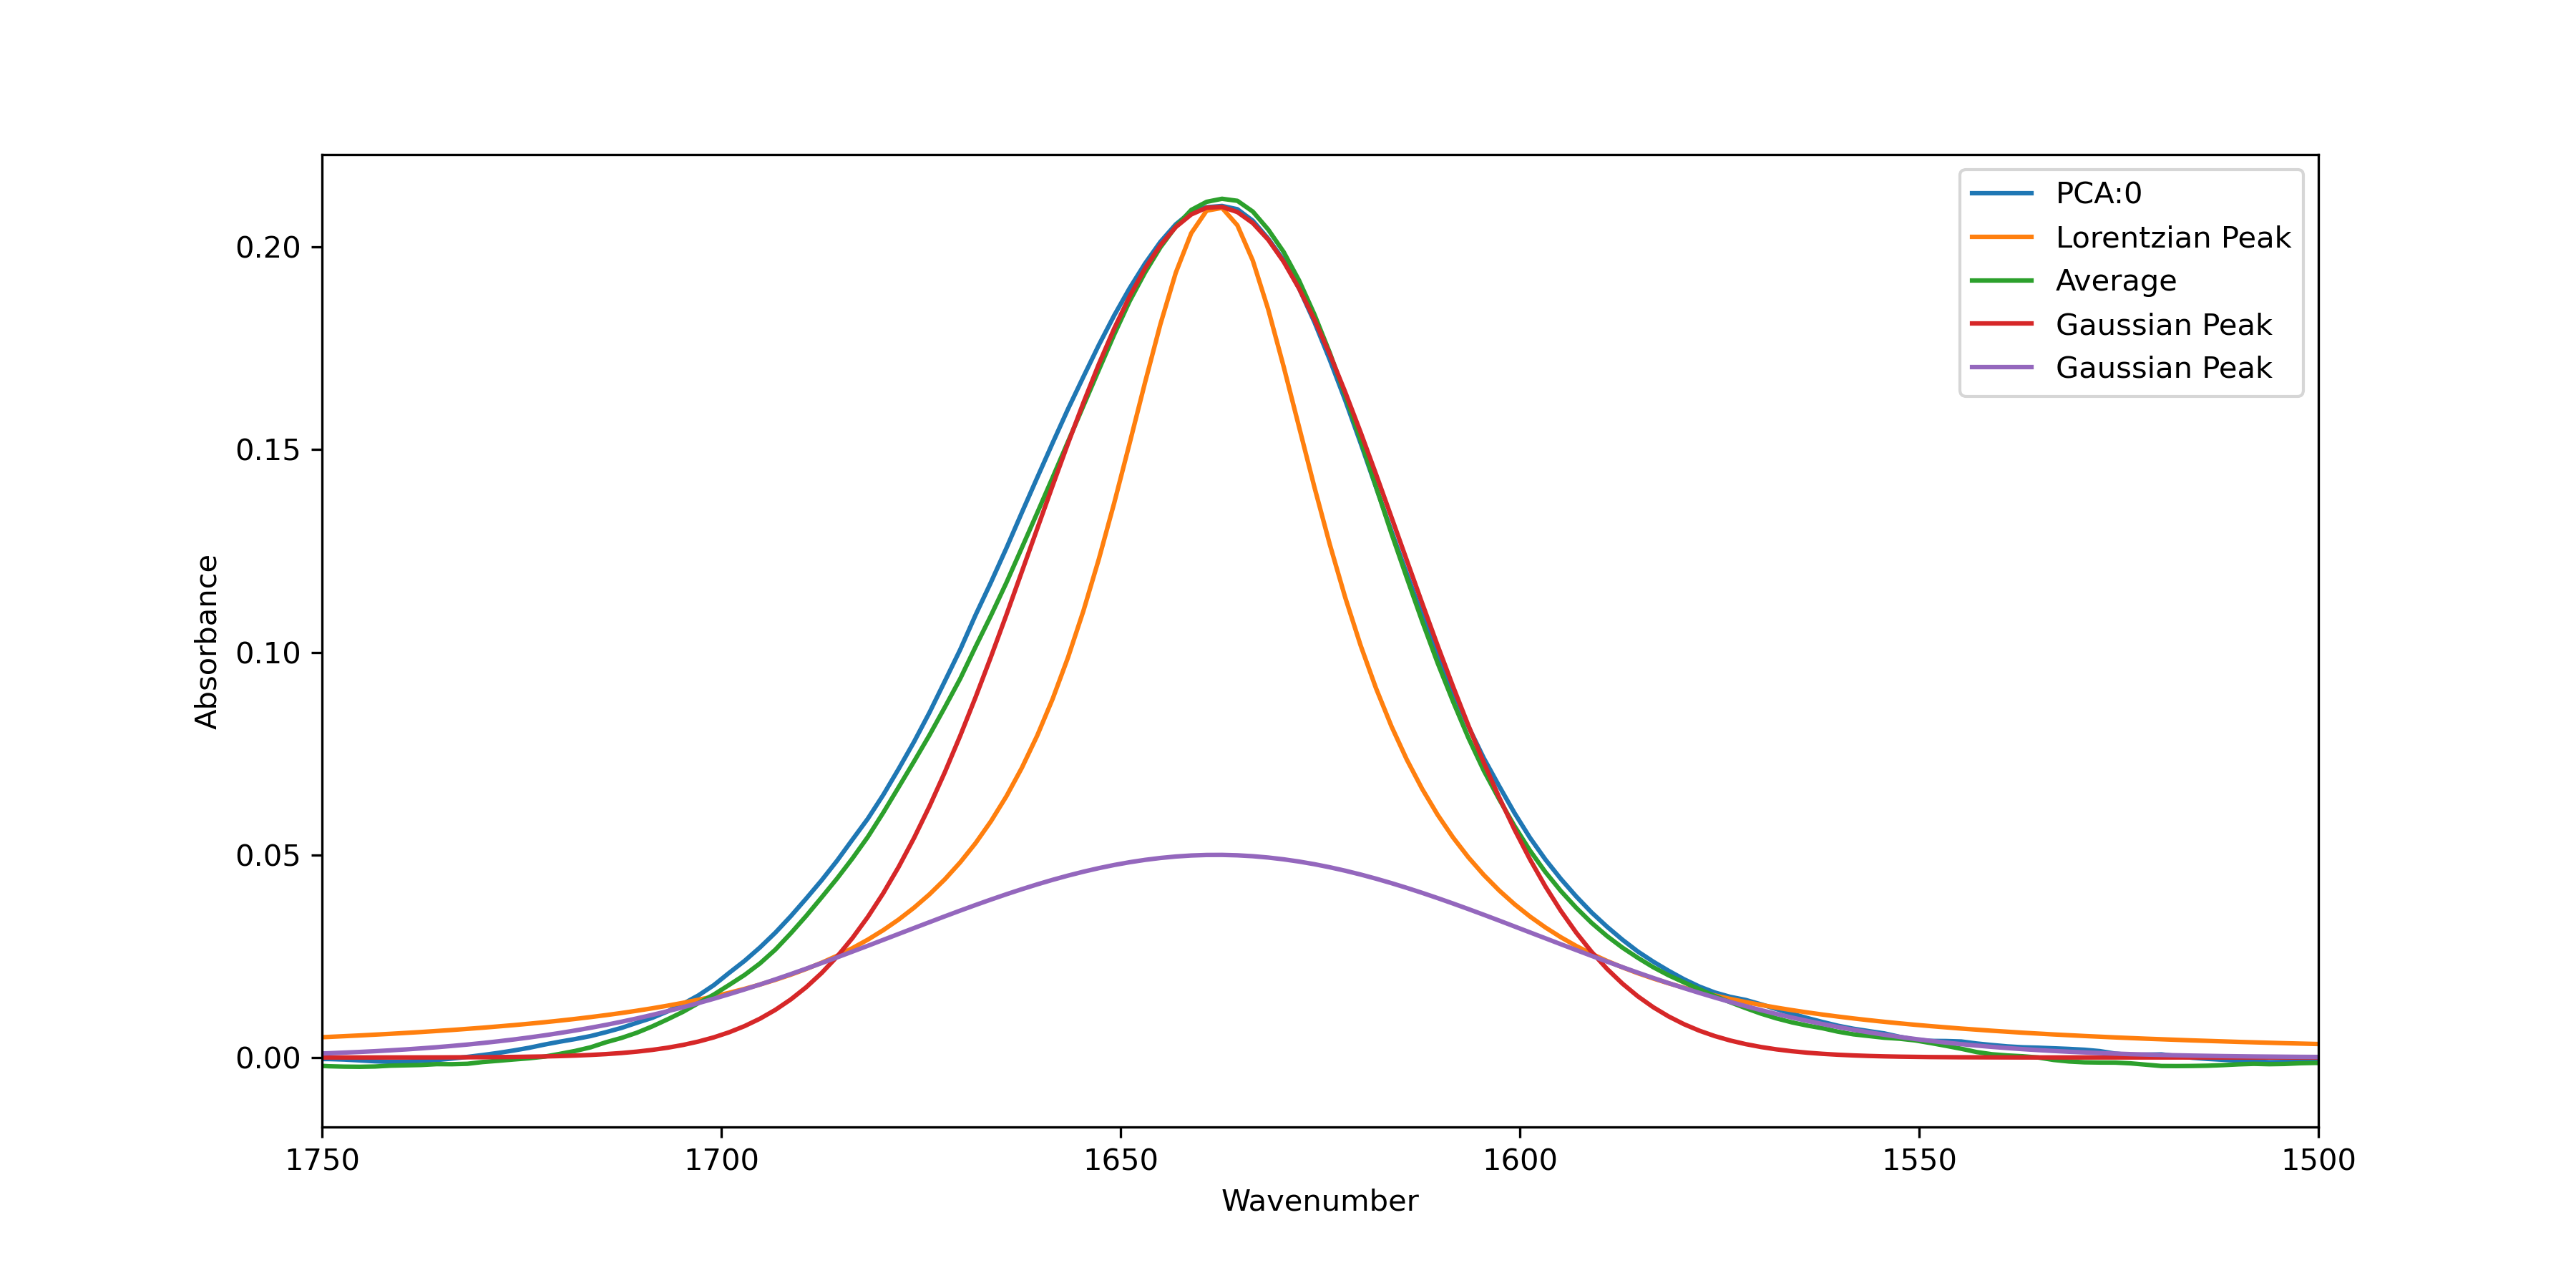 PCA:0
Lorentzian Peak
Average
Gaussian Peak
Gaussian Peak
0.20
0.15
0.10
0.05
0.00
Absorbance
1750 1700 1650 1600 1550 1500
Wavenumber